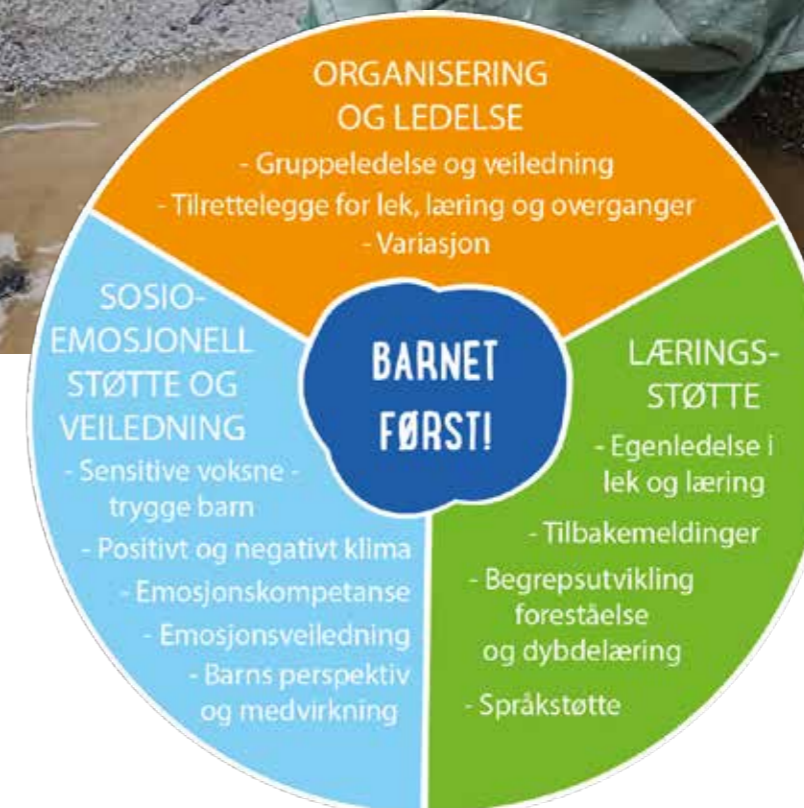 ORGANISERING
OG LEDELSE
- Gruppeledelse og veiledning
- Tilrettelegge for lek, læring og overganger
- Variasjon
SOSIO-
EMOSJONELL
STØTTE OG
VEILEDNING
- Sensitive voksne -
trygge barn
- Positivt og negativt klima
- Emosjonskompetanse
- Emosjonsveiledning
- Barns perspektiv
og medvirkning
BARNET
FØRST!
LÆRINGS-
STØTTE
- Egenledelse i
lek og læring
- Tilbakemeldinger
- Begrepsutvikling
foreståelse
og dybdelæring
- Språkstøtte